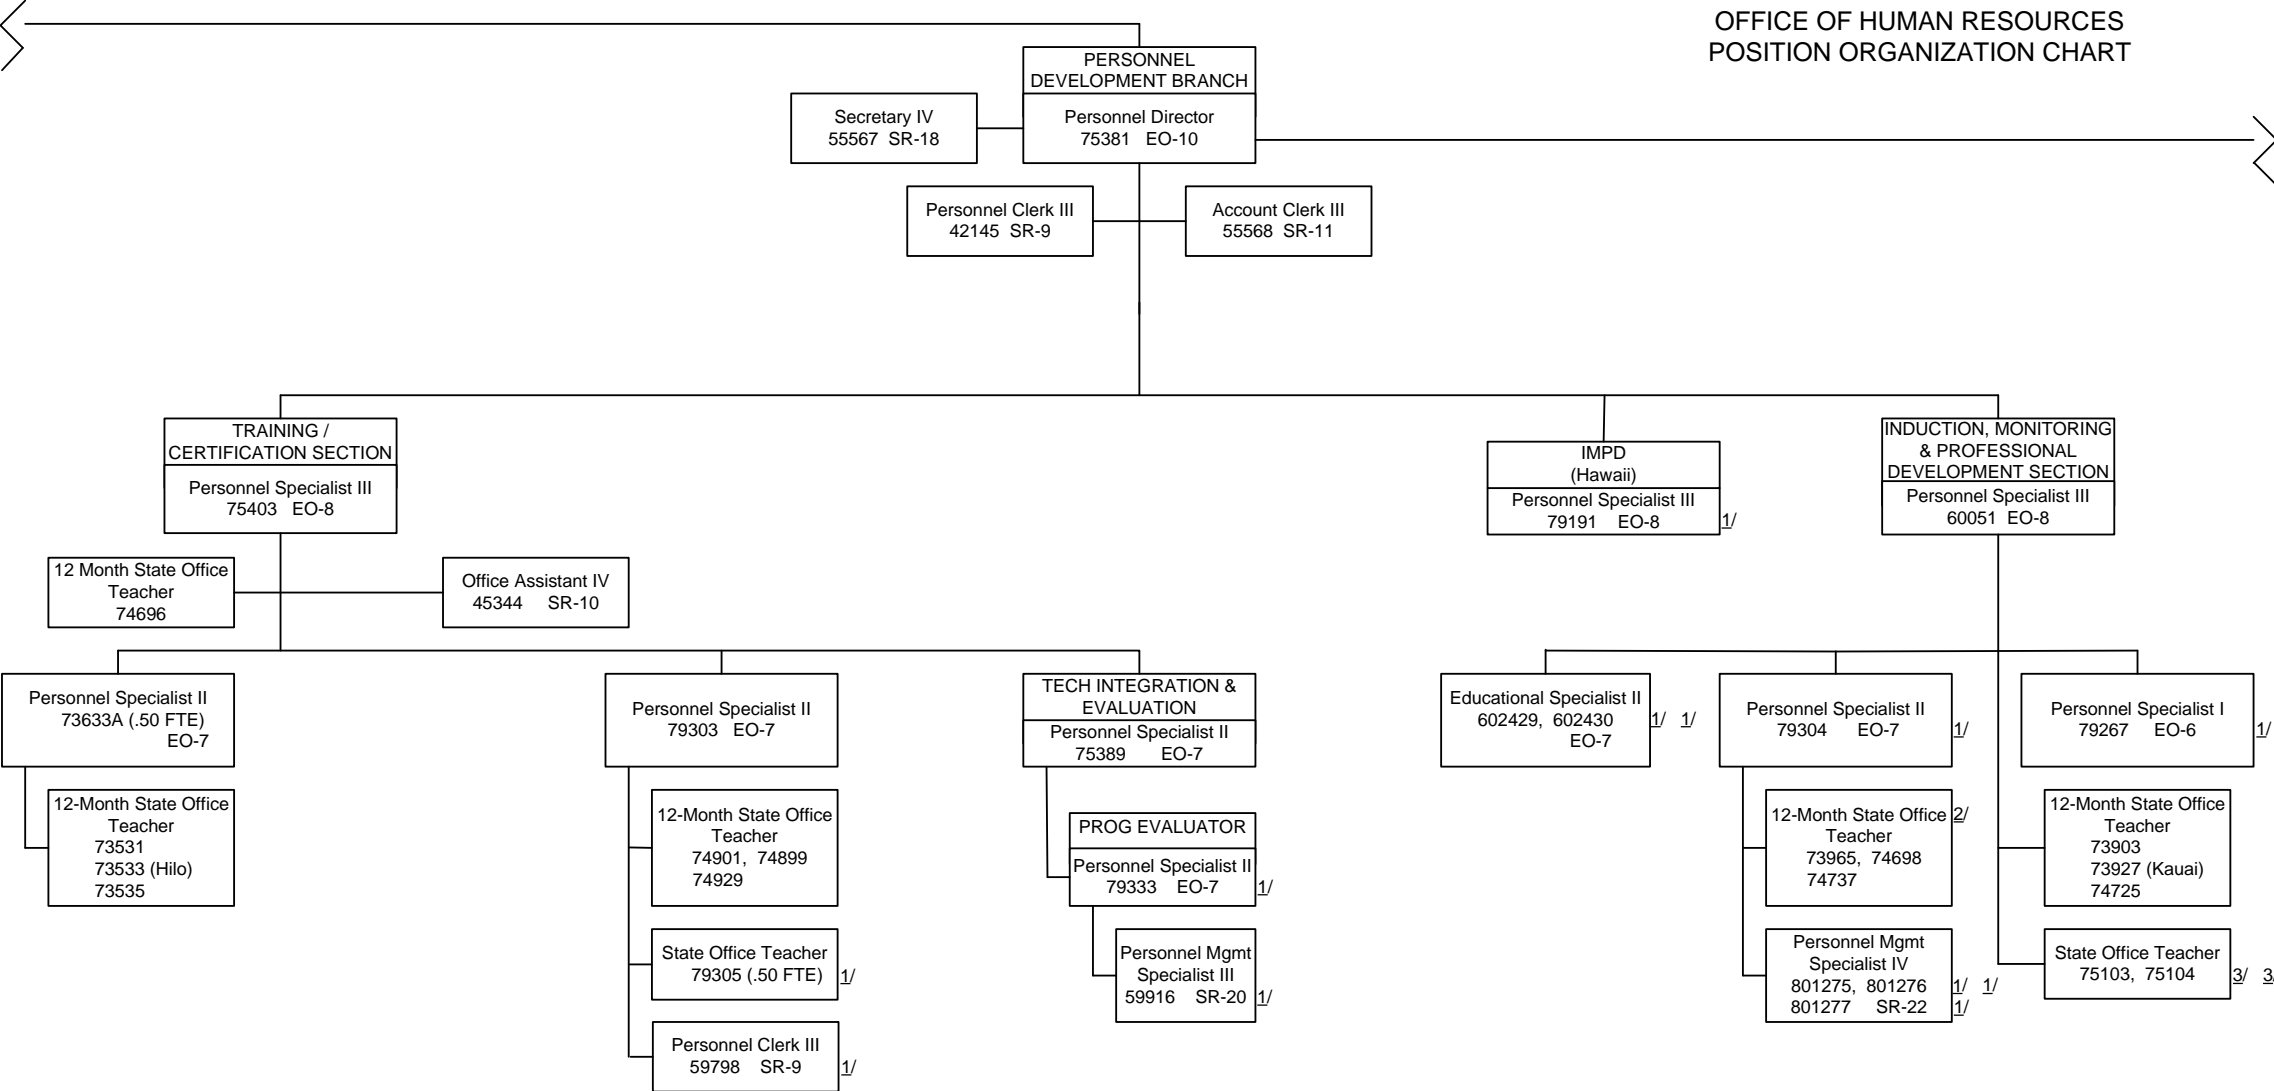 OFFICE OF HUMAN RESOURCES
POSITION ORGANIZATION CHART
PERSONNEL
DEVELOPMENT BRANCH
Personnel Director
75381 EO-10
Secretary IV
55567 SR-18
Personnel Clerk III
42145 SR-9
Account Clerk III
55568 SR-11
TRAINING /
CERTIFICATION SECTION
Personnel Specialist III
75403 EO-8
12 Month State Office
Teacher
74696
Office Assistant IV
45344 SR-10
Personnel Specialist II
73633A (.50 FTE)
EO-7
12-Month State Office
Teacher
73531
73533 (Hilo)
73535
Personnel Specialist II
79303 EO-7
12-Month State Office
Teacher
74901, 74899
74929
State Office Teacher
79305 (.50 FTE) 1/
Personnel Clerk III
59798 SR-9 1/
TECH INTEGRATION &
EVALUATION
Personnel Specialist II
75389 EO-7
PROG EVALUATOR
Personnel Specialist II
79333 EO-7 1/
Personnel Mgmt
Specialist III
59916 SR-20 1/
IMPD
(Hawaii)
Personnel Specialist III
79191 EO-8 1/
INDUCTION, MONITORING
& PROFESSIONAL
DEVELOPMENT SECTION
Personnel Specialist III
60051 EO-8
Educational Specialist II
602429, 602430 1/ 1/
EO-7
Personnel Specialist II
79304 EO-7 1/
12-Month State Office 2/
Teacher
73965, 74698
74737
Personnel Mgmt
Specialist IV
801275, 801276 1/ 1/
801277 SR-22 1/
Personnel Specialist I
79267 EO-6 1/
12-Month State Office
Teacher
73903
73927 (Kauai)
74725
State Office Teacher
75103, 75104 3/ 3/